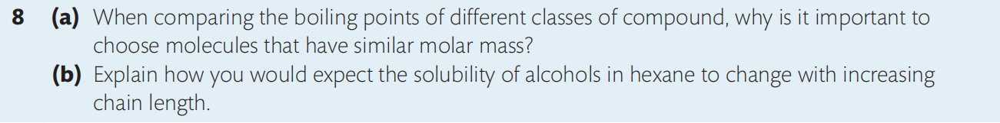 8 (a) When comparing the boiling points of different classes of compound, why is it important to
choose molecules that have similar molar mass?
(b) Explain how you would expect the solubility of alcohols in hexane to change with increasing
chain length.